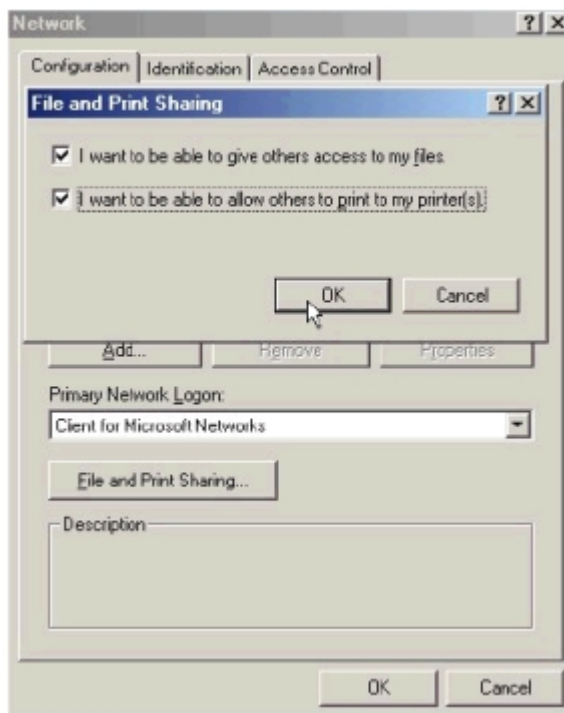 Network
Configuration Identification Access Control
File and Print Sharing
I want to be able to give others access to my files
I want to be able to allow others to print to my printer(s).
OK Cancel
Add... Remove Properties
Primary Network Logon:
Client for Microsoft Networks
File and Print Sharing...
Description
OK Cancel